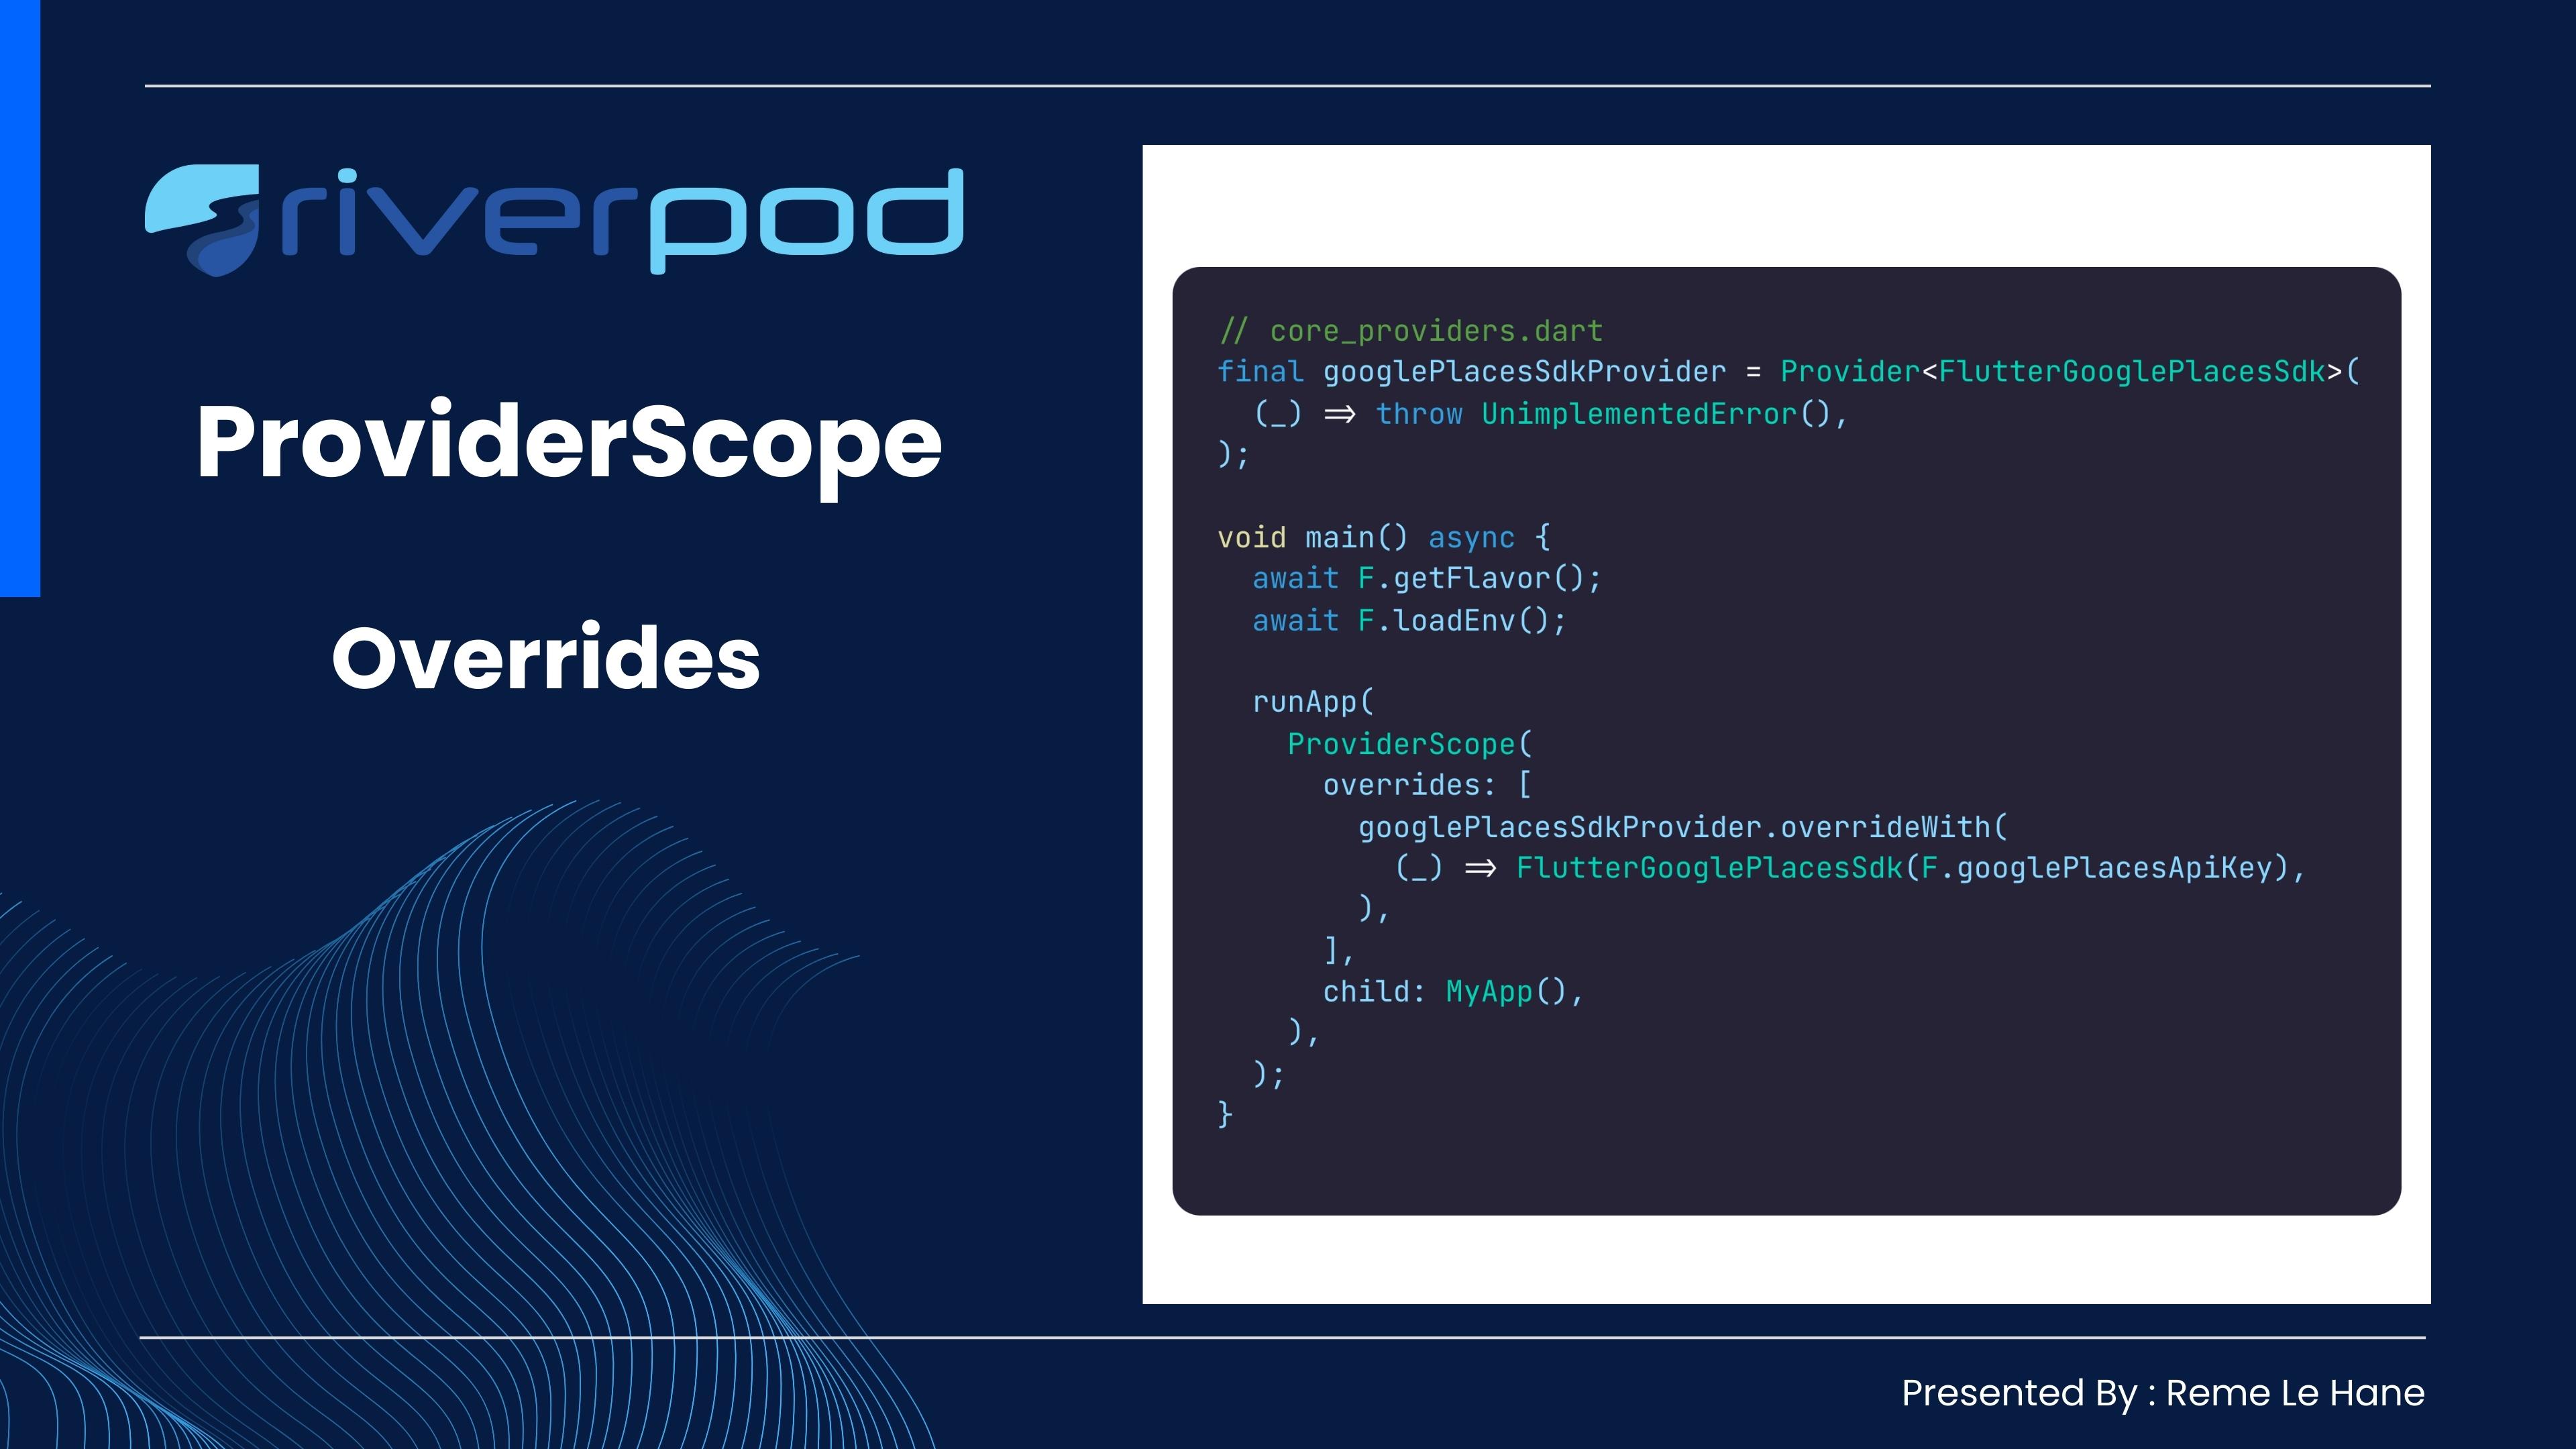 riverpod
ProviderScope
Overrides
// core_providers.dart
final googlePlacesSdkProvider = Provider<FlutterGooglePlacesSdk>(
  (_) => throw UnimplementedError(),
);

void main() async {
  await F.getFlavor();
  await F.loadEnv();

  runApp(
    ProviderScope(
      overrides: [
        googlePlacesSdkProvider.overrideWith(
          (_) => FlutterGooglePlacesSdk(F.googlePlacesApiKey),
        ),
      ],
      child: MyApp(),
    ),
  );
}
Presented By : Reme Le Hane